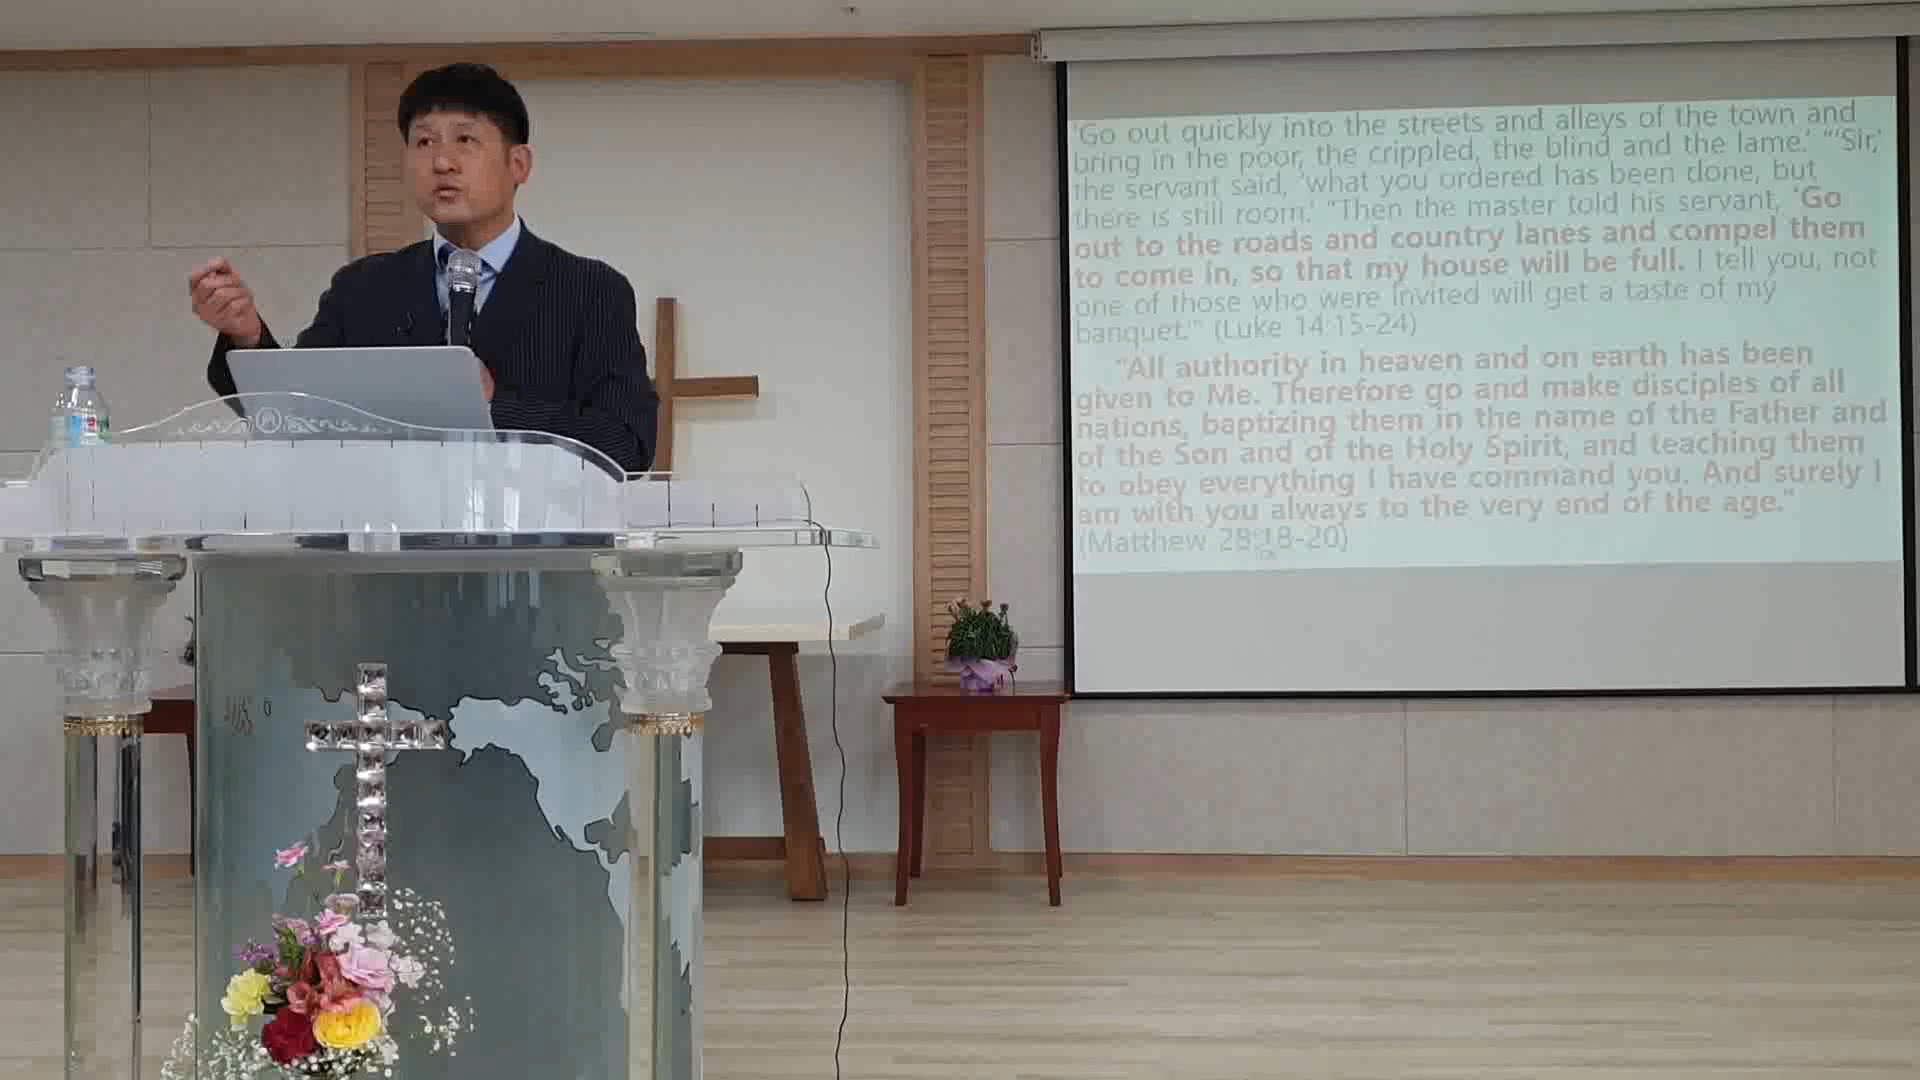 'Go out quickly into the streets and alleys of the town and
bring in the poor, the crippled, the blind and the lame.' "'Sir,'
the servant said, 'what you ordered has been done, but
there is still room.' "Then the master told his servant, 'Go
out to the roads and country lanes and compel them
to come in, so that my house will be full. I tell you, not
one of those who were invited will get a taste of my
banquet.'" (Luke 14:15-24)
"All authority in heaven and on earth has been
given to Me. Therefore go and make disciples of all
nations, baptizing them in the name of the Father and
of the Son and of the Holy Spirit, and teaching them
to obey everything I have command you. And surely I
am with you always to the very end of the age."
(Matthew 28:18-20)